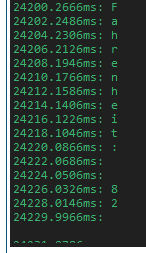 24200.2666ms: F
24202.2486ms: a
24204.2306ms: h
24206.2126ms: r
24208.1946ms: e
24210.1766ms: n
24212.1586ms: h
24214.1406ms: e
24216.1226ms: i
24218.1046ms: t
24220.0866ms: :
24222.0686ms:
24224.0506ms:
24226.0326ms: 8
24228.0146ms: 2
24229.9966ms: